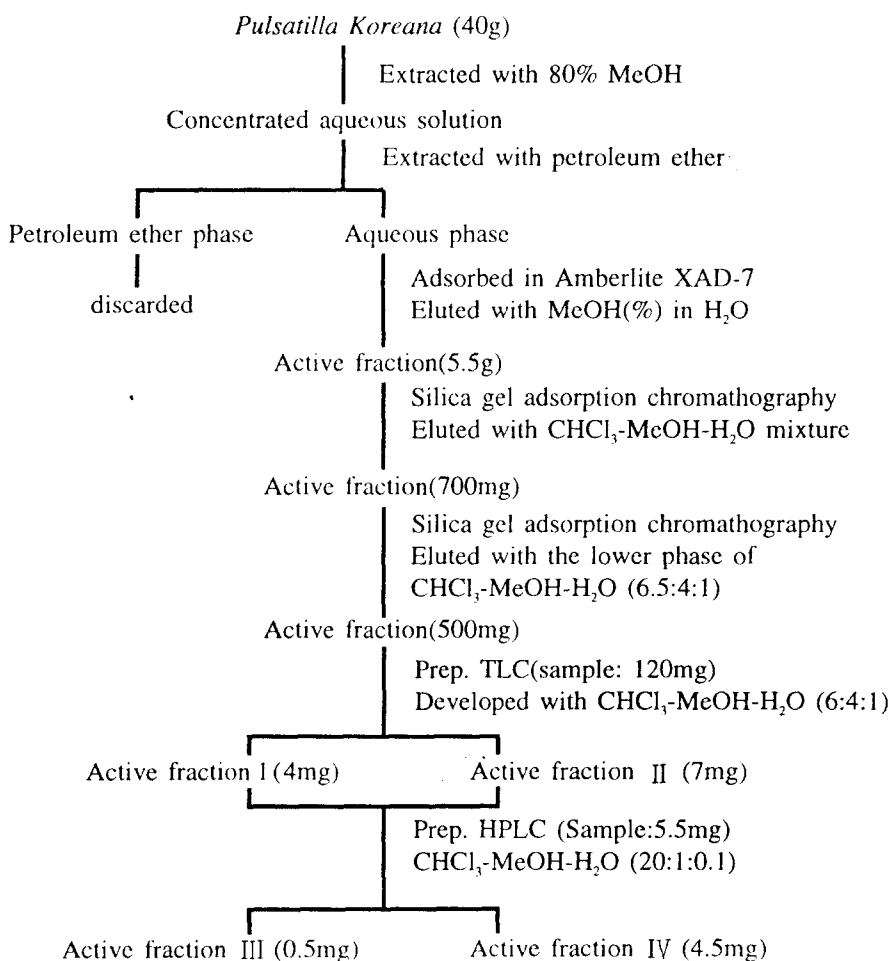 Pulsatilla Koreana (40g)
Extracted with 80% MeOH
Concentrated aqueous solution
Extracted with petroleum ether
Petroleum ether phase
Aqueous phase
discarded
Adsorbed in Amberlite XAD-7
Eluted with MeOH(%) in H₂O
Active fraction(5.5g)
Silica gel adsorption chromathography
Eluted with CHCl₃-MeOH-H₂O mixture
Active fraction(700mg)
Silica gel adsorption chromathography
Eluted with the lower phase of
CHCl₃-MeOH-H₂O (6.5:4:1)
Active fraction(500mg)
Prep. TLC(sample: 120mg)
Developed with CHCl₃-MeOH-H₂O (6:4:1)
Active fraction I (4mg)
Active fraction II (7mg)
Prep. HPLC (Sample:5.5mg)
CHCl₃-MeOH-H₂O (20:1:0.1)
Active fraction III (0.5mg)
Active fraction IV (4.5mg)